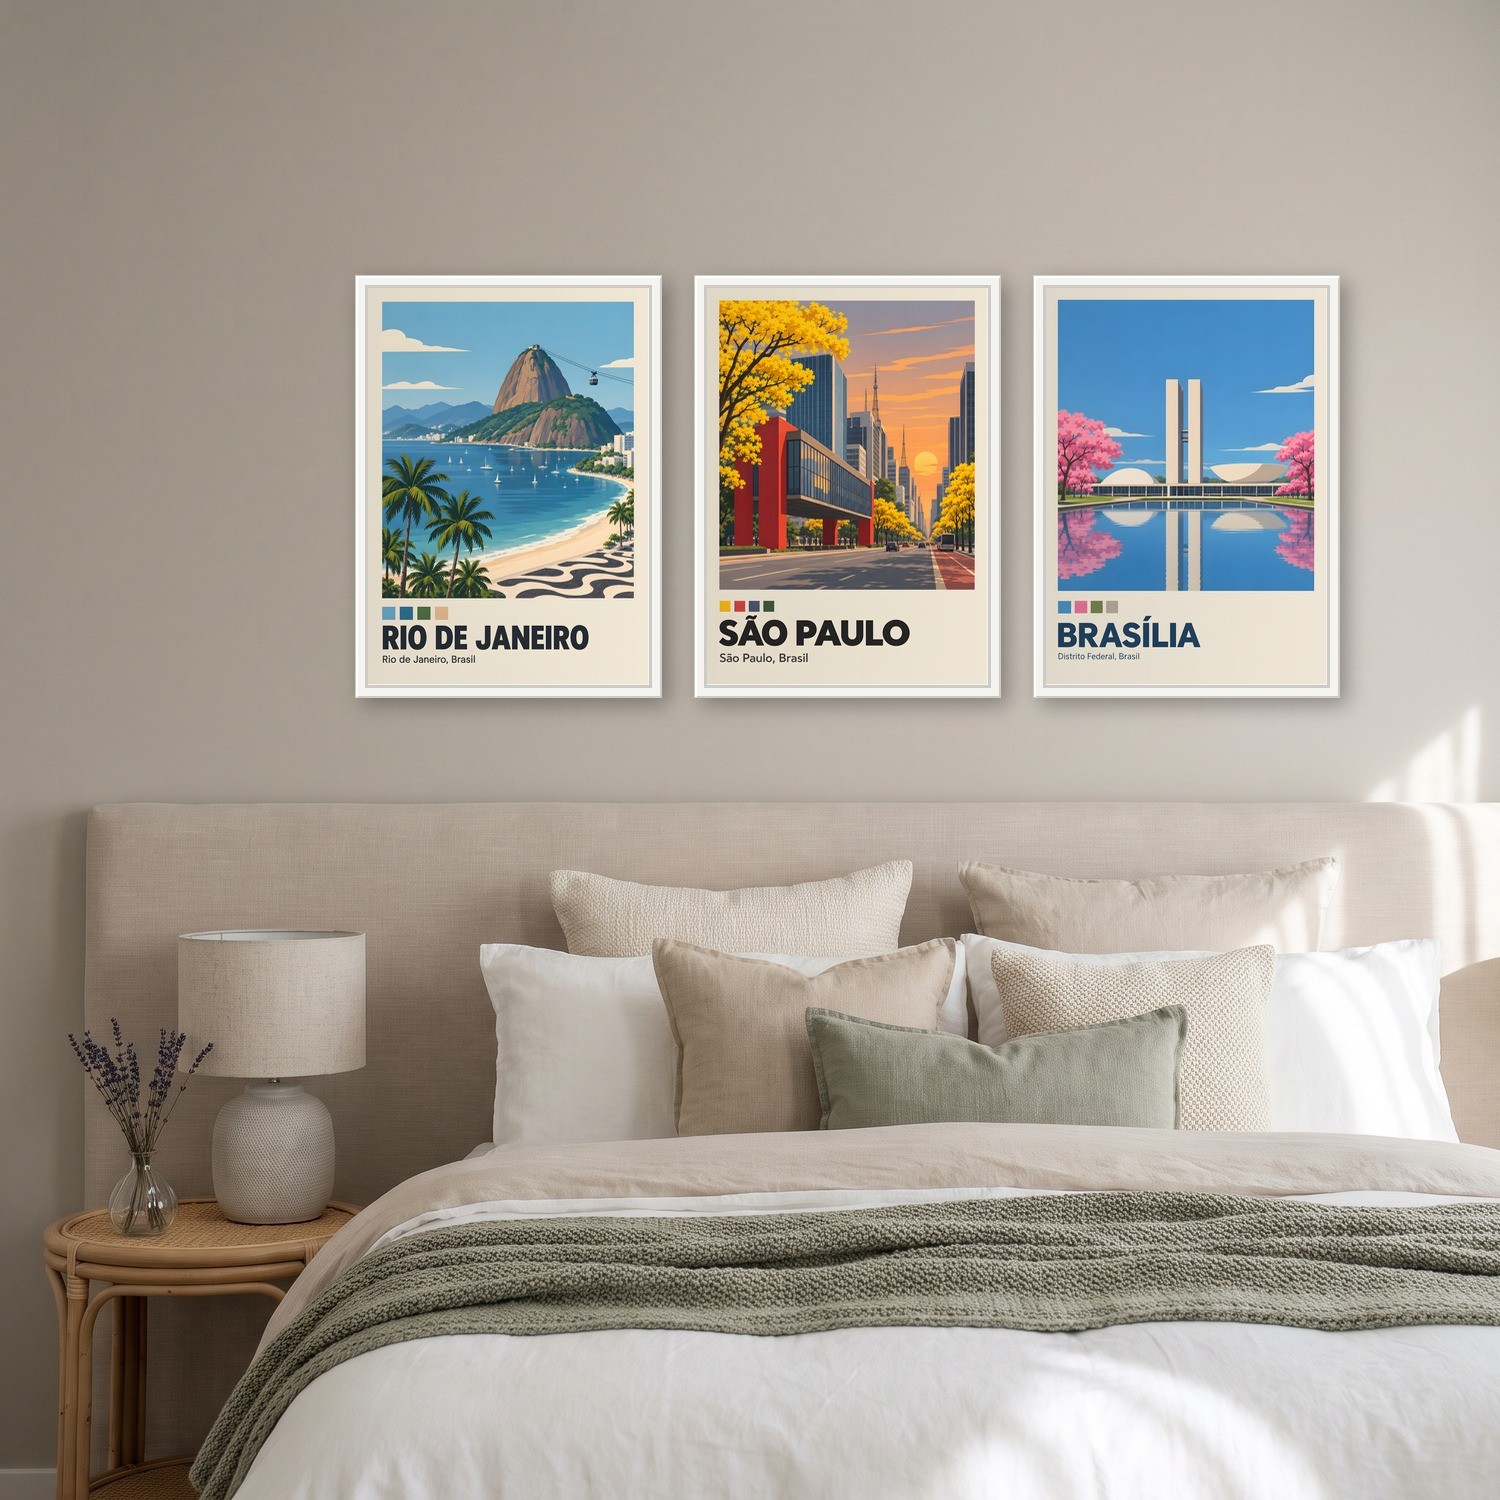 RIO DE JANEIRO
Rio de Janeiro, Brasil
SÃO PAULO
São Paulo, Brasil
BRASÍLIA
Distrito Federal, Brasil